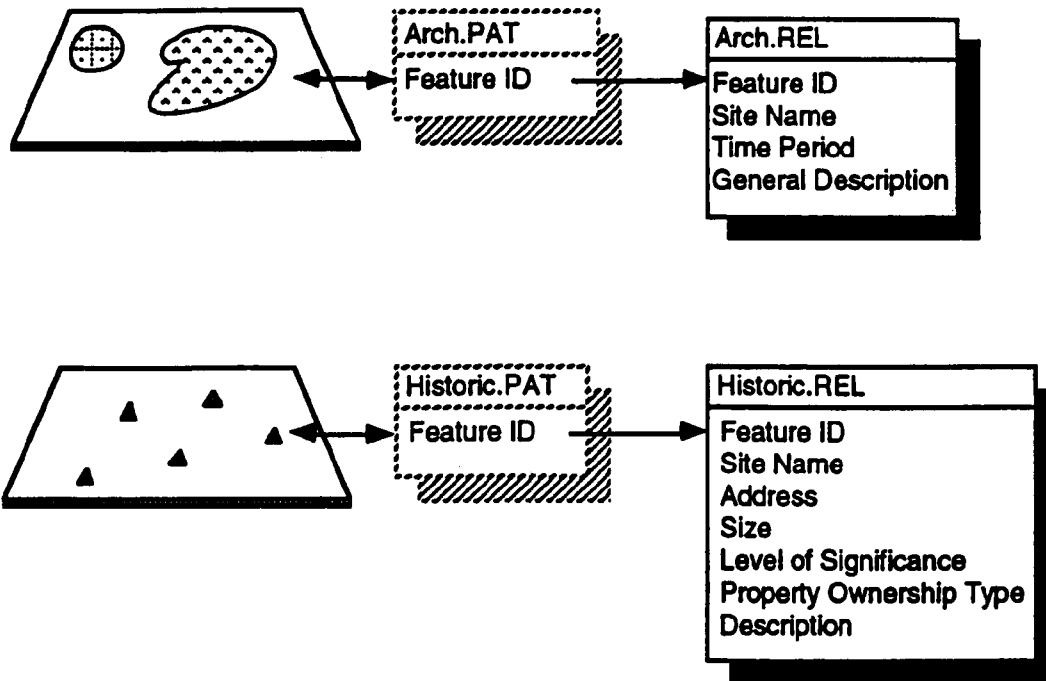 Arch.PAT
Feature ID
Arch.REL
Feature ID
Site Name
Time Period
General Description
Historic.PAT
Feature ID
Historic.REL
Feature ID
Site Name
Address
Size
Level of Significance
Property Ownership Type
Description